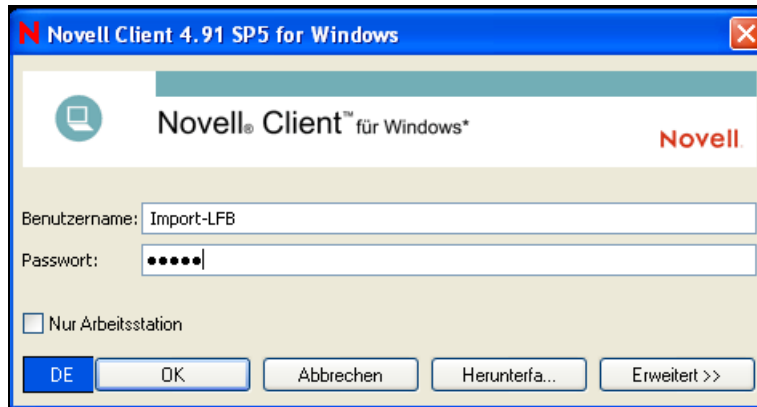 N Novell Client 4.91 SP5 for Windows
Novell® Client™ für Windows*
Novell.
Benutzername: Import-LFB
Passwort: •••••
Nur Arbeitsstation
DE OK Abbrechen Herunterfa... Erweitert >>